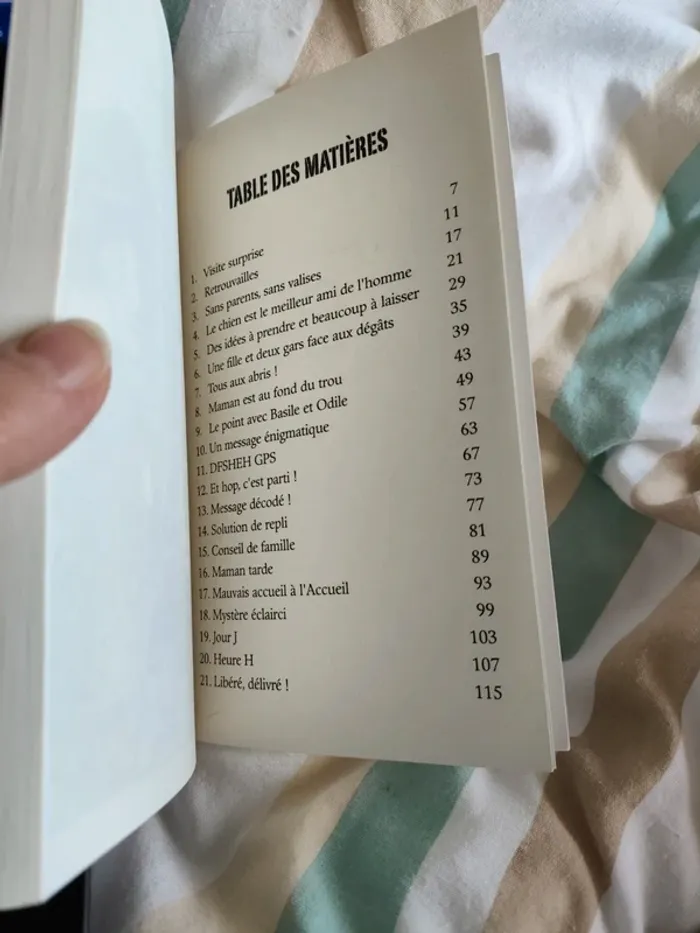 TABLE DES MATIÈRES
1. Visite surprise 7
2. Retrouvailles 11
3. Sans parents, sans valises 17
4. Le chien est le meilleur ami de l'homme 21
5. Des idées à prendre et beaucoup à laisser 29
6. Une fille et deux gars face aux dégâts 35
7. Tous aux abris ! 39
8. Maman est au fond du trou 43
9. Le point avec Basile et Odile 49
10. Un message énigmatique 57
11. DFSHEH GPS 63
12. Et hop, c'est parti ! 67
13. Message décodé ! 73
14. Solution de repli 77
15. Conseil de famille 81
16. Maman tarde 89
17. Mauvais accueil à l'Accueil 93
18. Mystère éclairci 99
19. Jour J 103
20. Heure H 107
21. Libéré, délivré ! 115